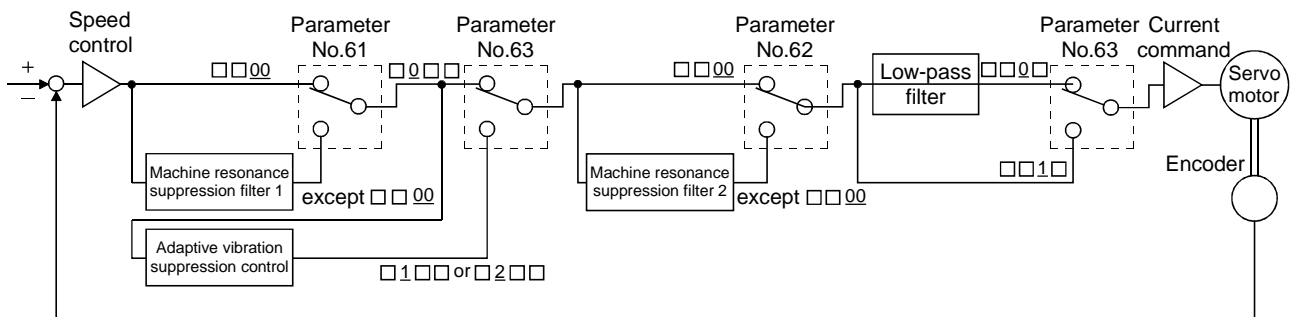 Speed
control
Parameter
No.61
Parameter
No.63
Parameter
No.62
Parameter
No.63
Current
command
+
−
□□00
□0□□
□□00
Low-pass
filter
□□0□
Servo
motor
Machine resonance
suppression filter 1
except □□00
Machine resonance
suppression filter 2
except □□00
□□1□
Encoder
Adaptive vibration
suppression control
□1□□ or □2□□